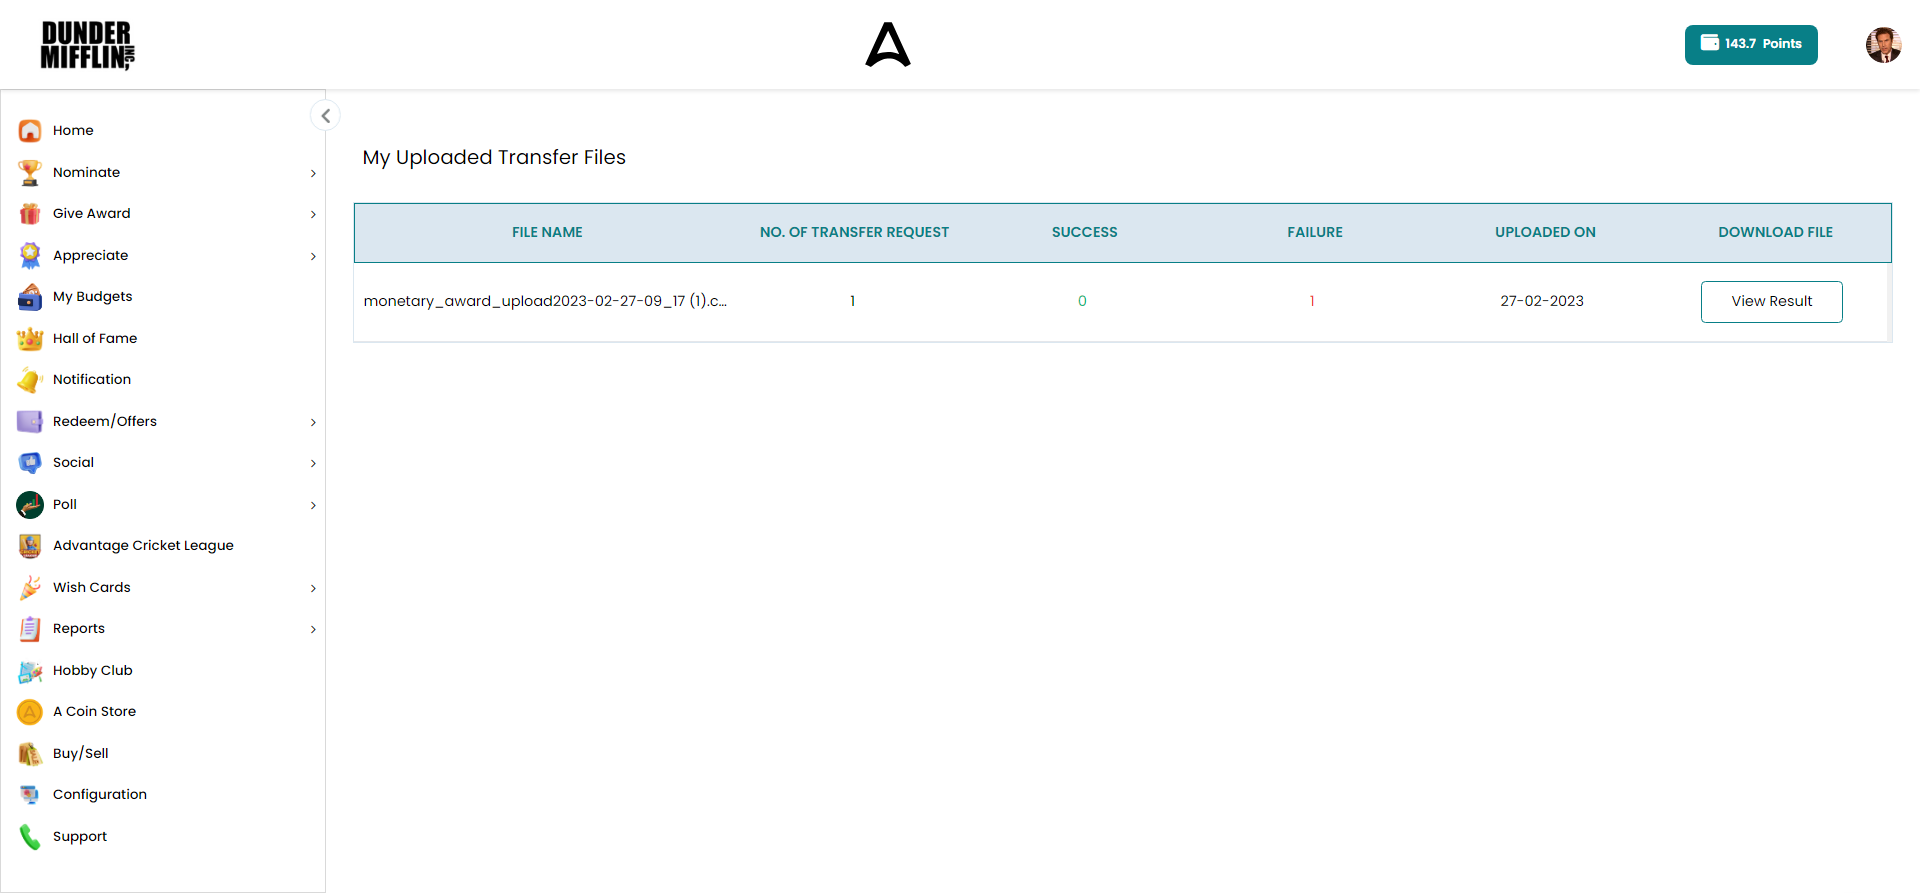 DUNDER
MIFFLIN, INC
143.7 Points
Home
Nominate
Give Award
Appreciate
My Budgets
Hall of Fame
Notification
Redeem/Offers
Social
Poll
Advantage Cricket League
Wish Cards
Reports
Hobby Club
A Coin Store
Buy/Sell
Configuration
Support
My Uploaded Transfer Files
FILE NAME NO. OF TRANSFER REQUEST SUCCESS FAILURE UPLOADED ON DOWNLOAD FILE
monetary_award_upload2023-02-27-09_17 (1).c... 1 0 1 27-02-2023 View Result